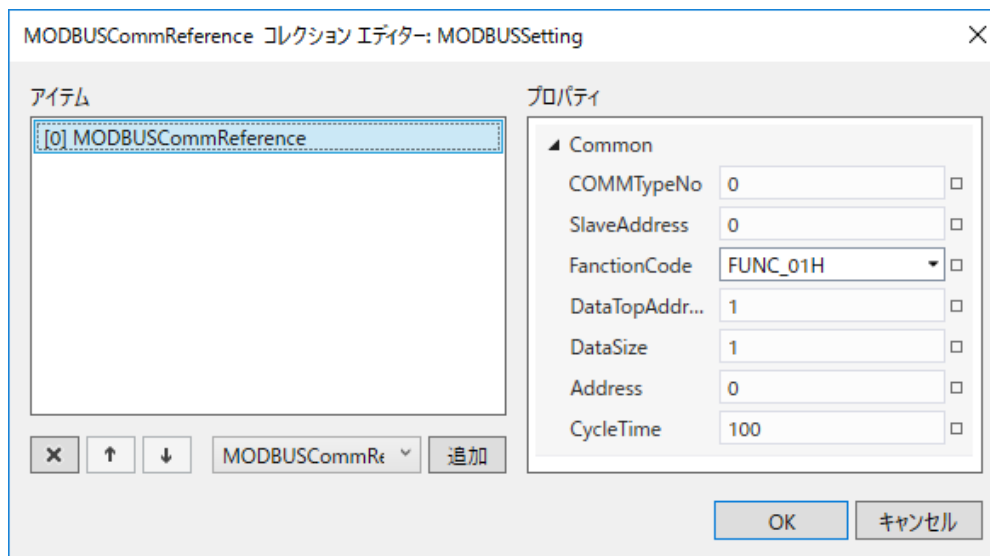 MODBUSCommReference コレクション エディター: MODBUSSetting
アイテム
[0] MODBUSCommReference
MODBUSCommRe
追加
プロパティ
Common
COMMTypeNo 0
SlaveAddress 0
FanctionCode FUNC_01H
DataTopAddr... 1
DataSize 1
Address 0
CycleTime 100
OK
キャンセル